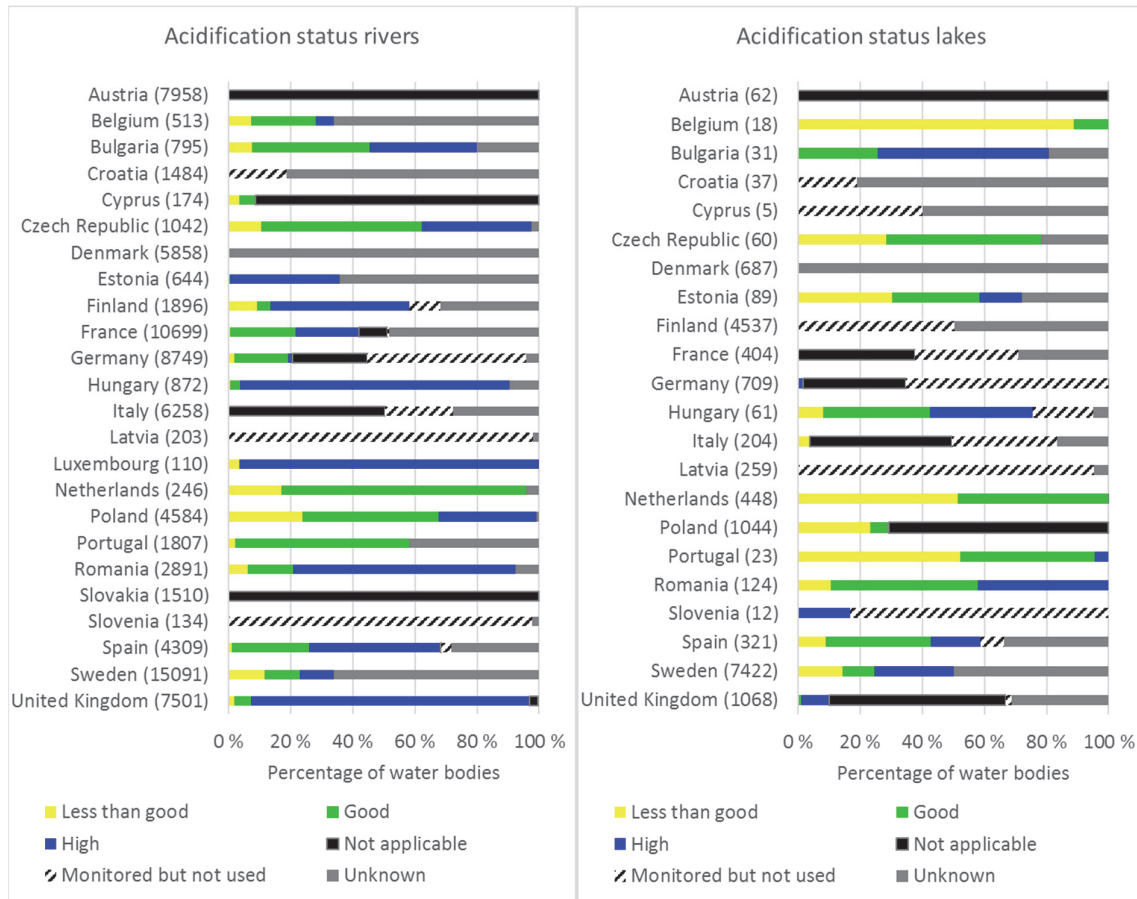 Acidification status rivers
Austria (7958)
Belgium (513)
Bulgaria (795)
Croatia (1484)
Cyprus (174)
Czech Republic (1042)
Denmark (5858)
Estonia (644)
Finland (1896)
France (10699)
Germany (8749)
Hungary (872)
Italy (6258)
Latvia (203)
Luxembourg (110)
Netherlands (246)
Poland (4584)
Portugal (1807)
Romania (2891)
Slovakia (1510)
Slovenia (134)
Spain (4309)
Sweden (15091)
United Kingdom (7501)
0 % 20 % 40 % 60 % 80 % 100 %
Percentage of water bodies
Less than good
Good
High
Not applicable
Monitored but not used
Unknown
Acidification status lakes
Austria (62)
Belgium (18)
Bulgaria (31)
Croatia (37)
Cyprus (5)
Czech Republic (60)
Denmark (687)
Estonia (89)
Finland (4537)
France (404)
Germany (709)
Hungary (61)
Italy (204)
Latvia (259)
Netherlands (448)
Poland (1044)
Portugal (23)
Romania (124)
Slovenia (12)
Spain (321)
Sweden (7422)
United Kingdom (1068)
0 % 20 % 40 % 60 % 80 % 100 %
Percentage of water bodies
Less than good
Good
High
Not applicable
Monitored but not used
Unknown